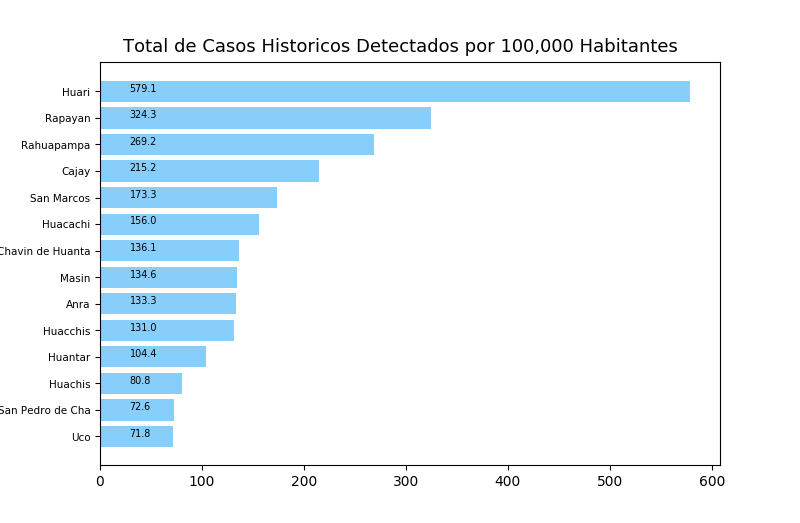 Total de Casos Historicos Detectados por 100,000 Habitantes
Huari 579.1
Rapayan 324.3
Rahuapampa 269.2
Cajay 215.2
San Marcos 173.3
Huacachi 156.0
Chavin de Huanta 136.1
Masin 134.6
Anra 133.3
Huacchis 131.0
Huantar 104.4
Huachis 80.8
San Pedro de Cha 72.6
Uco 71.8
0 100 200 300 400 500 600